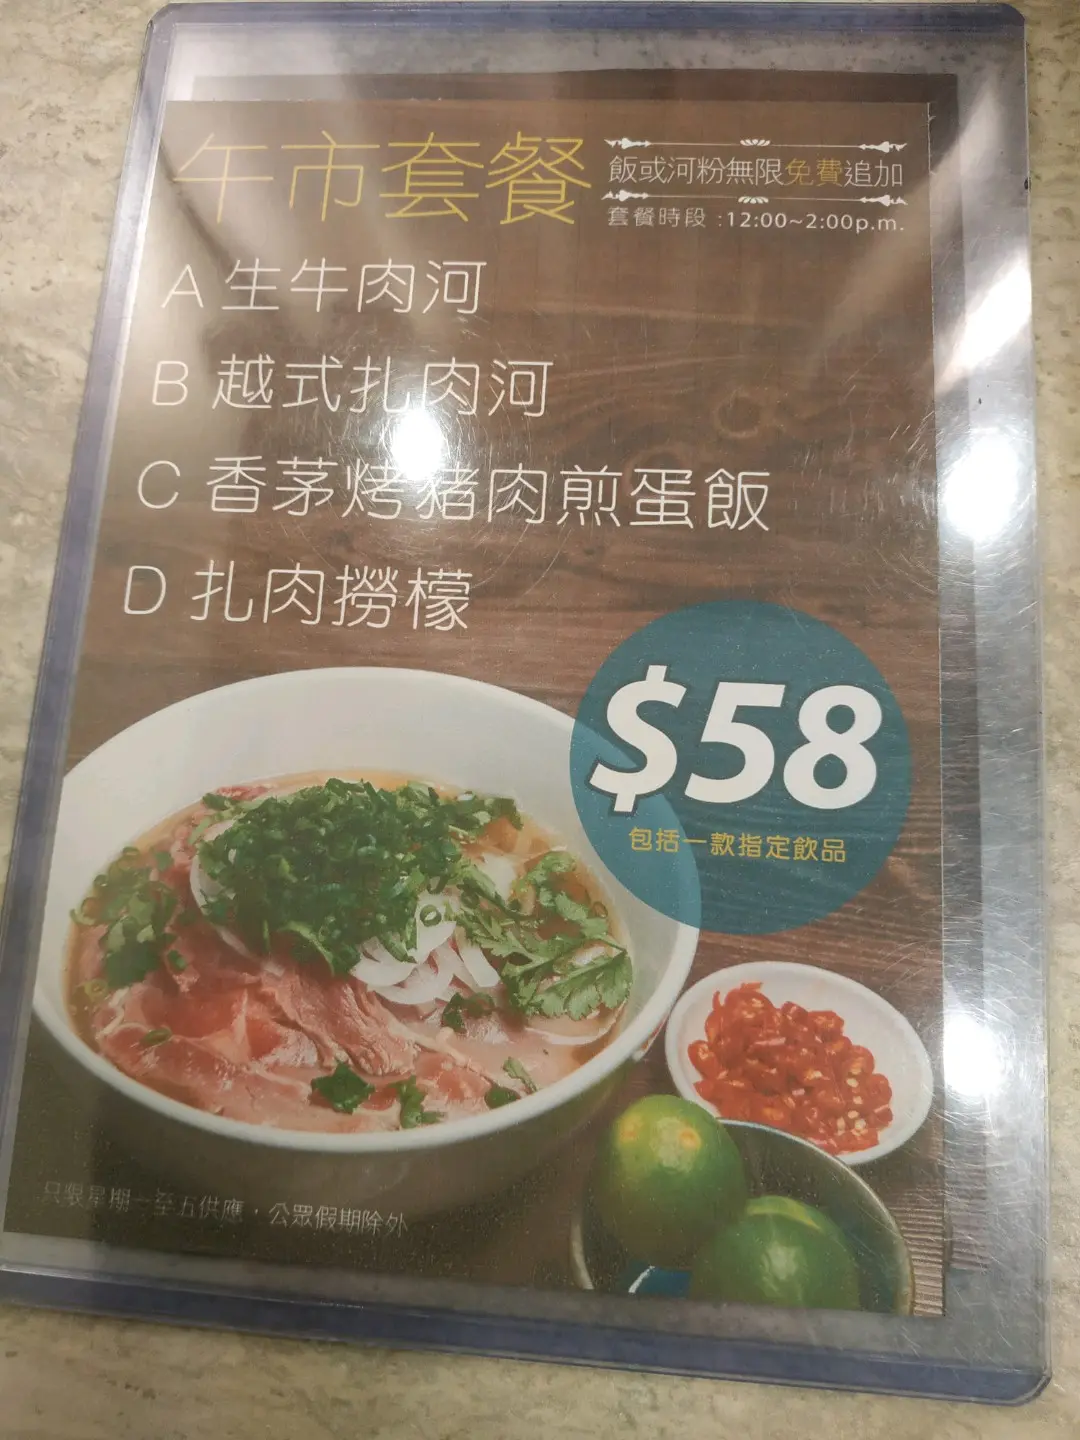 午市套餐
飯或河粉無限免費追加
套餐時段 :12:00~2:00p.m.
A 生牛肉河
B 越式扎肉河
C 香茅烤豬肉煎蛋飯
D 扎肉撈檬
$58
包括一款指定飲品
只限星期一至五供應，公眾假期除外